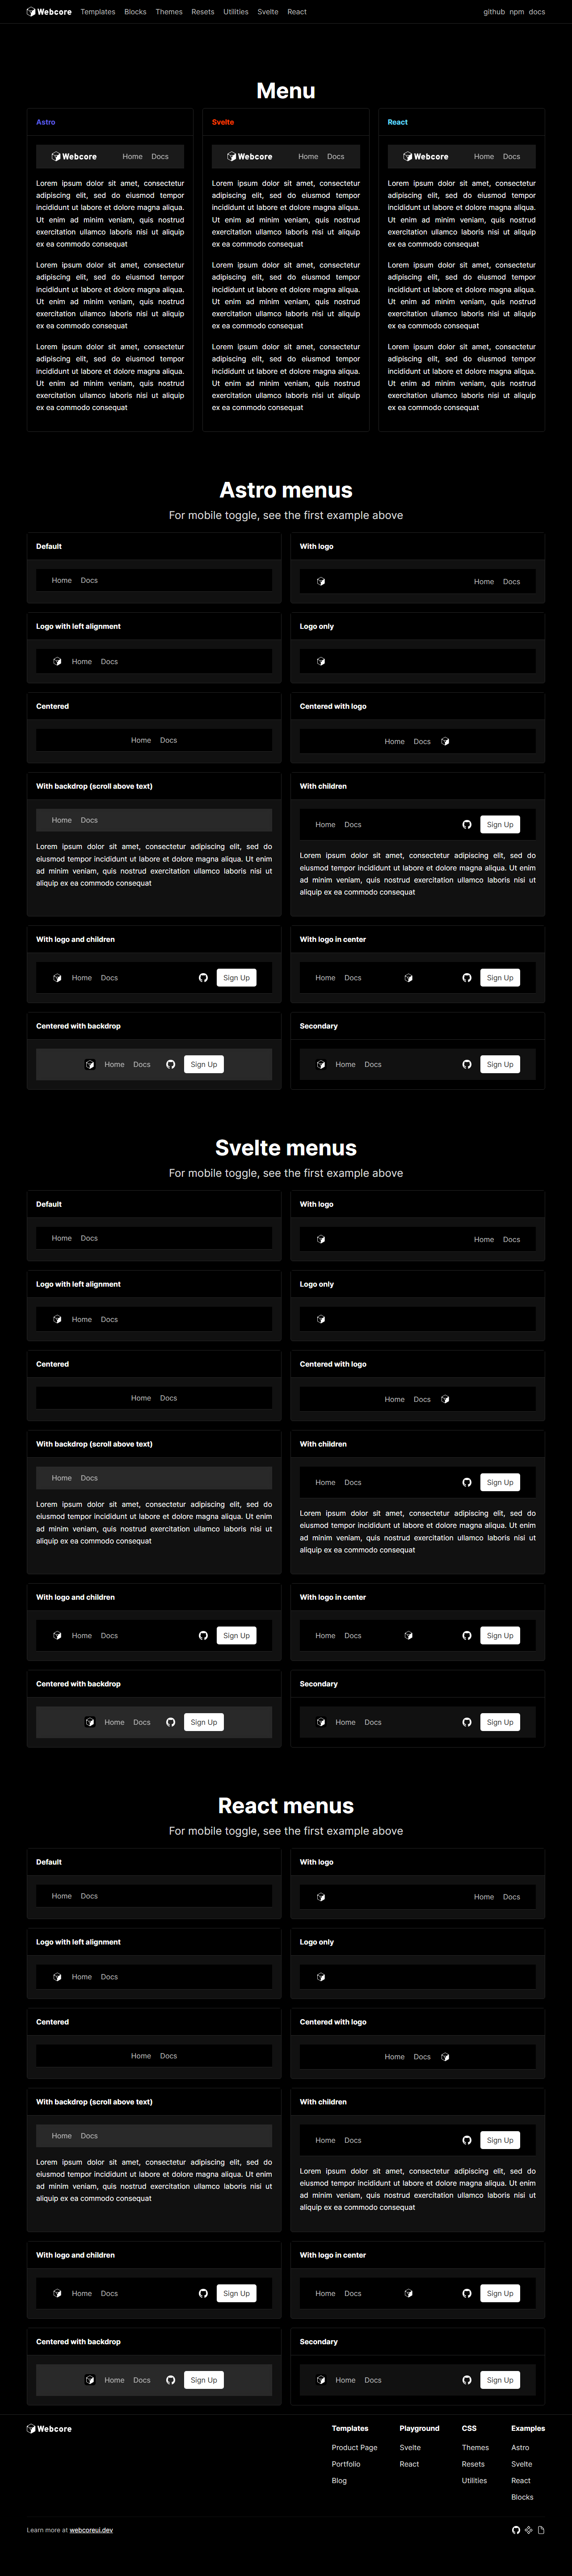 Webcore Templates Blocks Themes Resets Utilities Svelte React github npm docs
Menu
Astro
Webcore Home Docs
Lorem ipsum dolor sit amet, consectetur
adipiscing elit, sed do eiusmod tempor
incididunt ut labore et dolore magna aliqua.
Ut enim ad minim veniam, quis nostrud
exercitation ullamco laboris nisi ut aliquip
ex ea commodo consequat
Lorem ipsum dolor sit amet, consectetur
adipiscing elit, sed do eiusmod tempor
incididunt ut labore et dolore magna aliqua.
Ut enim ad minim veniam, quis nostrud
exercitation ullamco laboris nisi ut aliquip
ex ea commodo consequat
Lorem ipsum dolor sit amet, consectetur
adipiscing elit, sed do eiusmod tempor
incididunt ut labore et dolore magna aliqua.
Ut enim ad minim veniam, quis nostrud
exercitation ullamco laboris nisi ut aliquip
ex ea commodo consequat
Svelte
Webcore Home Docs
Lorem ipsum dolor sit amet, consectetur
adipiscing elit, sed do eiusmod tempor
incididunt ut labore et dolore magna aliqua.
Ut enim ad minim veniam, quis nostrud
exercitation ullamco laboris nisi ut aliquip
ex ea commodo consequat
Lorem ipsum dolor sit amet, consectetur
adipiscing elit, sed do eiusmod tempor
incididunt ut labore et dolore magna aliqua.
Ut enim ad minim veniam, quis nostrud
exercitation ullamco laboris nisi ut aliquip
ex ea commodo consequat
Lorem ipsum dolor sit amet, consectetur
adipiscing elit, sed do eiusmod tempor
incididunt ut labore et dolore magna aliqua.
Ut enim ad minim veniam, quis nostrud
exercitation ullamco laboris nisi ut aliquip
ex ea commodo consequat
React
Webcore Home Docs
Lorem ipsum dolor sit amet, consectetur
adipiscing elit, sed do eiusmod tempor
incididunt ut labore et dolore magna aliqua.
Ut enim ad minim veniam, quis nostrud
exercitation ullamco laboris nisi ut aliquip
ex ea commodo consequat
Lorem ipsum dolor sit amet, consectetur
adipiscing elit, sed do eiusmod tempor
incididunt ut labore et dolore magna aliqua.
Ut enim ad minim veniam, quis nostrud
exercitation ullamco laboris nisi ut aliquip
ex ea commodo consequat
Lorem ipsum dolor sit amet, consectetur
adipiscing elit, sed do eiusmod tempor
incididunt ut labore et dolore magna aliqua.
Ut enim ad minim veniam, quis nostrud
exercitation ullamco laboris nisi ut aliquip
ex ea commodo consequat
Astro menus
For mobile toggle, see the first example above
Default
Home Docs
With logo
Home Docs
Logo with left alignment
Home Docs
Logo only
Centered
Home Docs
Centered with logo
Home Docs
With backdrop (scroll above text)
Home Docs
Lorem ipsum dolor sit amet, consectetur adipiscing elit, sed do
eiusmod tempor incididunt ut labore et dolore magna aliqua. Ut enim
ad minim veniam, quis nostrud exercitation ullamco laboris nisi ut
aliquip ex ea commodo consequat
With children
Home Docs Sign Up
Lorem ipsum dolor sit amet, consectetur adipiscing elit, sed do
eiusmod tempor incididunt ut labore et dolore magna aliqua. Ut enim
ad minim veniam, quis nostrud exercitation ullamco laboris nisi ut
aliquip ex ea commodo consequat
With logo and children
Home Docs Sign Up
With logo in center
Home Docs Sign Up
Centered with backdrop
Home Docs Sign Up
Secondary
Home Docs Sign Up
Svelte menus
For mobile toggle, see the first example above
Default
Home Docs
With logo
Home Docs
Logo with left alignment
Home Docs
Logo only
Centered
Home Docs
Centered with logo
Home Docs
With backdrop (scroll above text)
Home Docs
Lorem ipsum dolor sit amet, consectetur adipiscing elit, sed do
eiusmod tempor incididunt ut labore et dolore magna aliqua. Ut enim
ad minim veniam, quis nostrud exercitation ullamco laboris nisi ut
aliquip ex ea commodo consequat
With children
Home Docs Sign Up
Lorem ipsum dolor sit amet, consectetur adipiscing elit, sed do
eiusmod tempor incididunt ut labore et dolore magna aliqua. Ut enim
ad minim veniam, quis nostrud exercitation ullamco laboris nisi ut
aliquip ex ea commodo consequat
With logo and children
Home Docs Sign Up
With logo in center
Home Docs Sign Up
Centered with backdrop
Home Docs Sign Up
Secondary
Home Docs Sign Up
React menus
For mobile toggle, see the first example above
Default
Home Docs
With logo
Home Docs
Logo with left alignment
Home Docs
Logo only
Centered
Home Docs
Centered with logo
Home Docs
With backdrop (scroll above text)
Home Docs
Lorem ipsum dolor sit amet, consectetur adipiscing elit, sed do
eiusmod tempor incididunt ut labore et dolore magna aliqua. Ut enim
ad minim veniam, quis nostrud exercitation ullamco laboris nisi ut
aliquip ex ea commodo consequat
With children
Home Docs Sign Up
Lorem ipsum dolor sit amet, consectetur adipiscing elit, sed do
eiusmod tempor incididunt ut labore et dolore magna aliqua. Ut enim
ad minim veniam, quis nostrud exercitation ullamco laboris nisi ut
aliquip ex ea commodo consequat
With logo and children
Home Docs Sign Up
With logo in center
Home Docs Sign Up
Centered with backdrop
Home Docs Sign Up
Secondary
Home Docs Sign Up
Webcore
Templates
Product Page
Portfolio
Blog
Playground
Svelte
React
CSS
Themes
Resets
Utilities
Examples
Astro
Svelte
React
Blocks
Learn more at webcoreui.dev